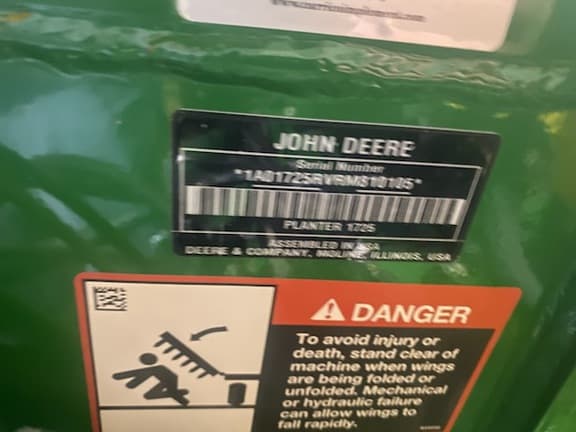 JOHN DEERE
Serial Number
*1A01725RVRM810105*
PLANTER 1725
ASSEMBLED IN USA
DEERE & COMPANY, MOLINE, ILLINOIS, USA
DANGER
To avoid injury or
death, stand clear of
machine when wings
are being folded or
unfolded. Mechanical
or hydraulic failure
can allow wings to
fall rapidly.